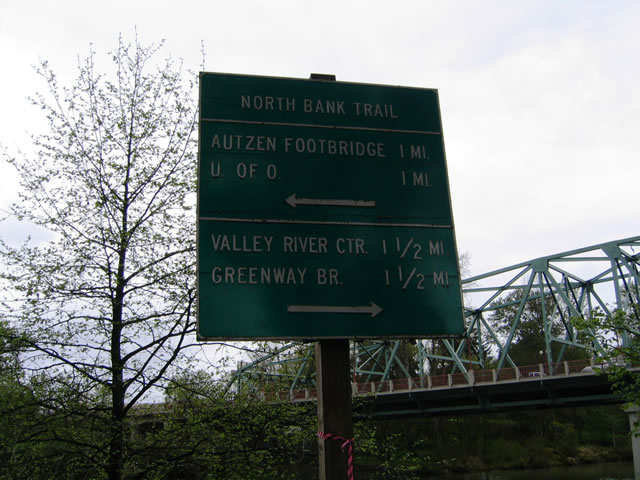 NORTH BANK TRAIL
AUTZEN FOOTBRIDGE 1 MI.
U. OF O. 1 MI.
VALLEY RIVER CTR. 1 1/2 MI
GREENWAY BR. 1 1/2 MI